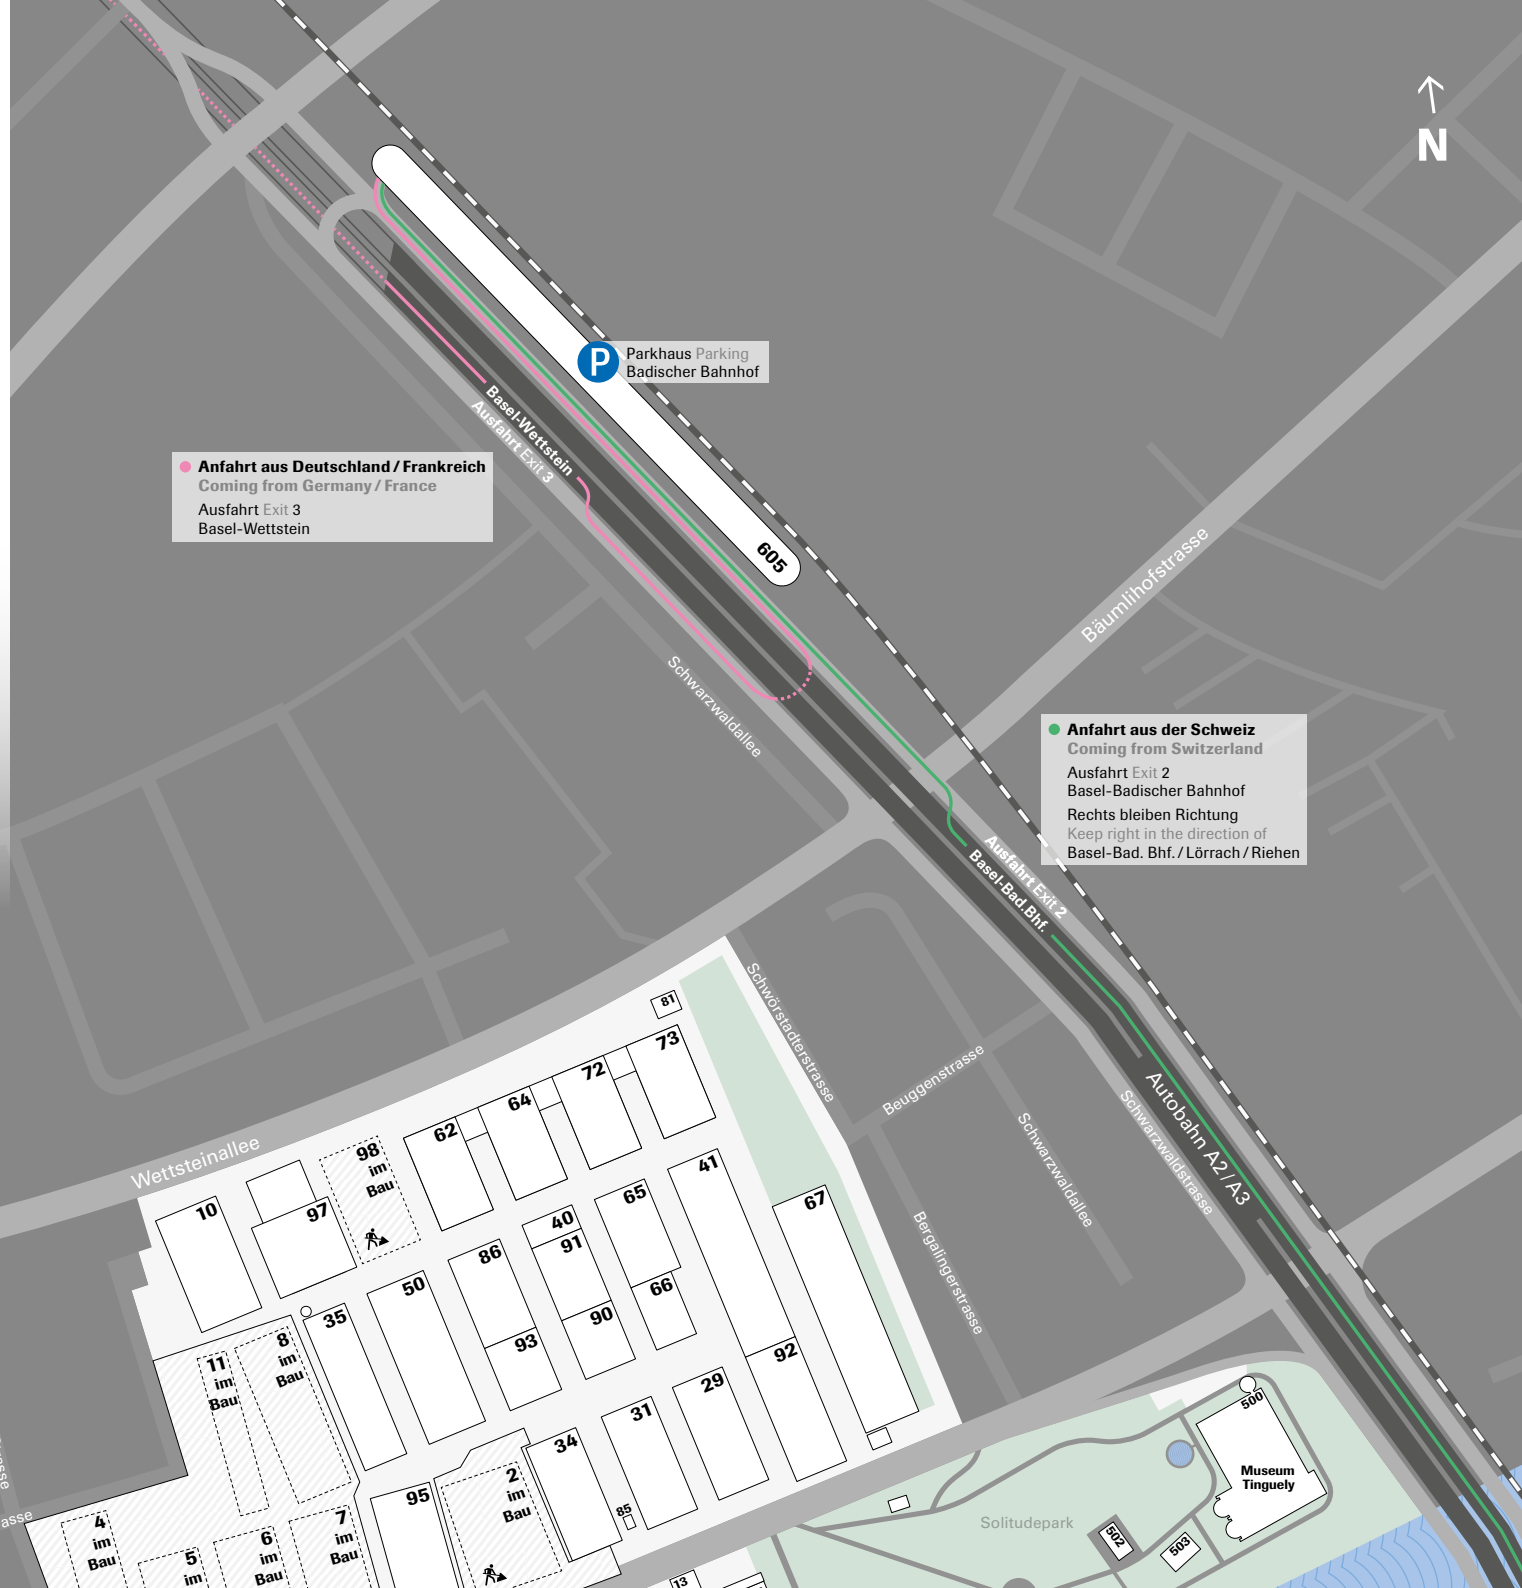 N
P
Parkhaus Parking
Badischer Bahnhof
Basel-Wettstein
Ausfahrt Exit 3
Anfahrt aus Deutschland / Frankreich
Coming from Germany / France
Ausfahrt Exit 3
Basel-Wettstein
605
Bäumlihofstrasse
Schwarzwaldallee
Anfahrt aus der Schweiz
Coming from Switzerland
Ausfahrt Exit 2
Basel-Badischer Bahnhof
Rechts bleiben Richtung
Keep right in the direction of
Basel-Bad. Bhf. / Lörrach / Riehen
Ausfahrt Exit 2
Basel-Bad.Bhf.
Schwörstadterstrasse
Beuggenstrasse
Schwarzwaldallee
Schwarzwaldstrasse
Autobahn A2 / A3
Bergalingerstrasse
Wettsteinallee
81
73
72
64
62
98
im
Bau
97
10
41
67
65
40
91
86
66
90
93
50
35
8
im
Bau
11
im
Bau
92
29
31
34
85
2
im
Bau
95
7
im
Bau
6
im
Bau
5
im
4
im
Bau
asse
13
500
Museum
Tinguely
Solitudepark
502
503